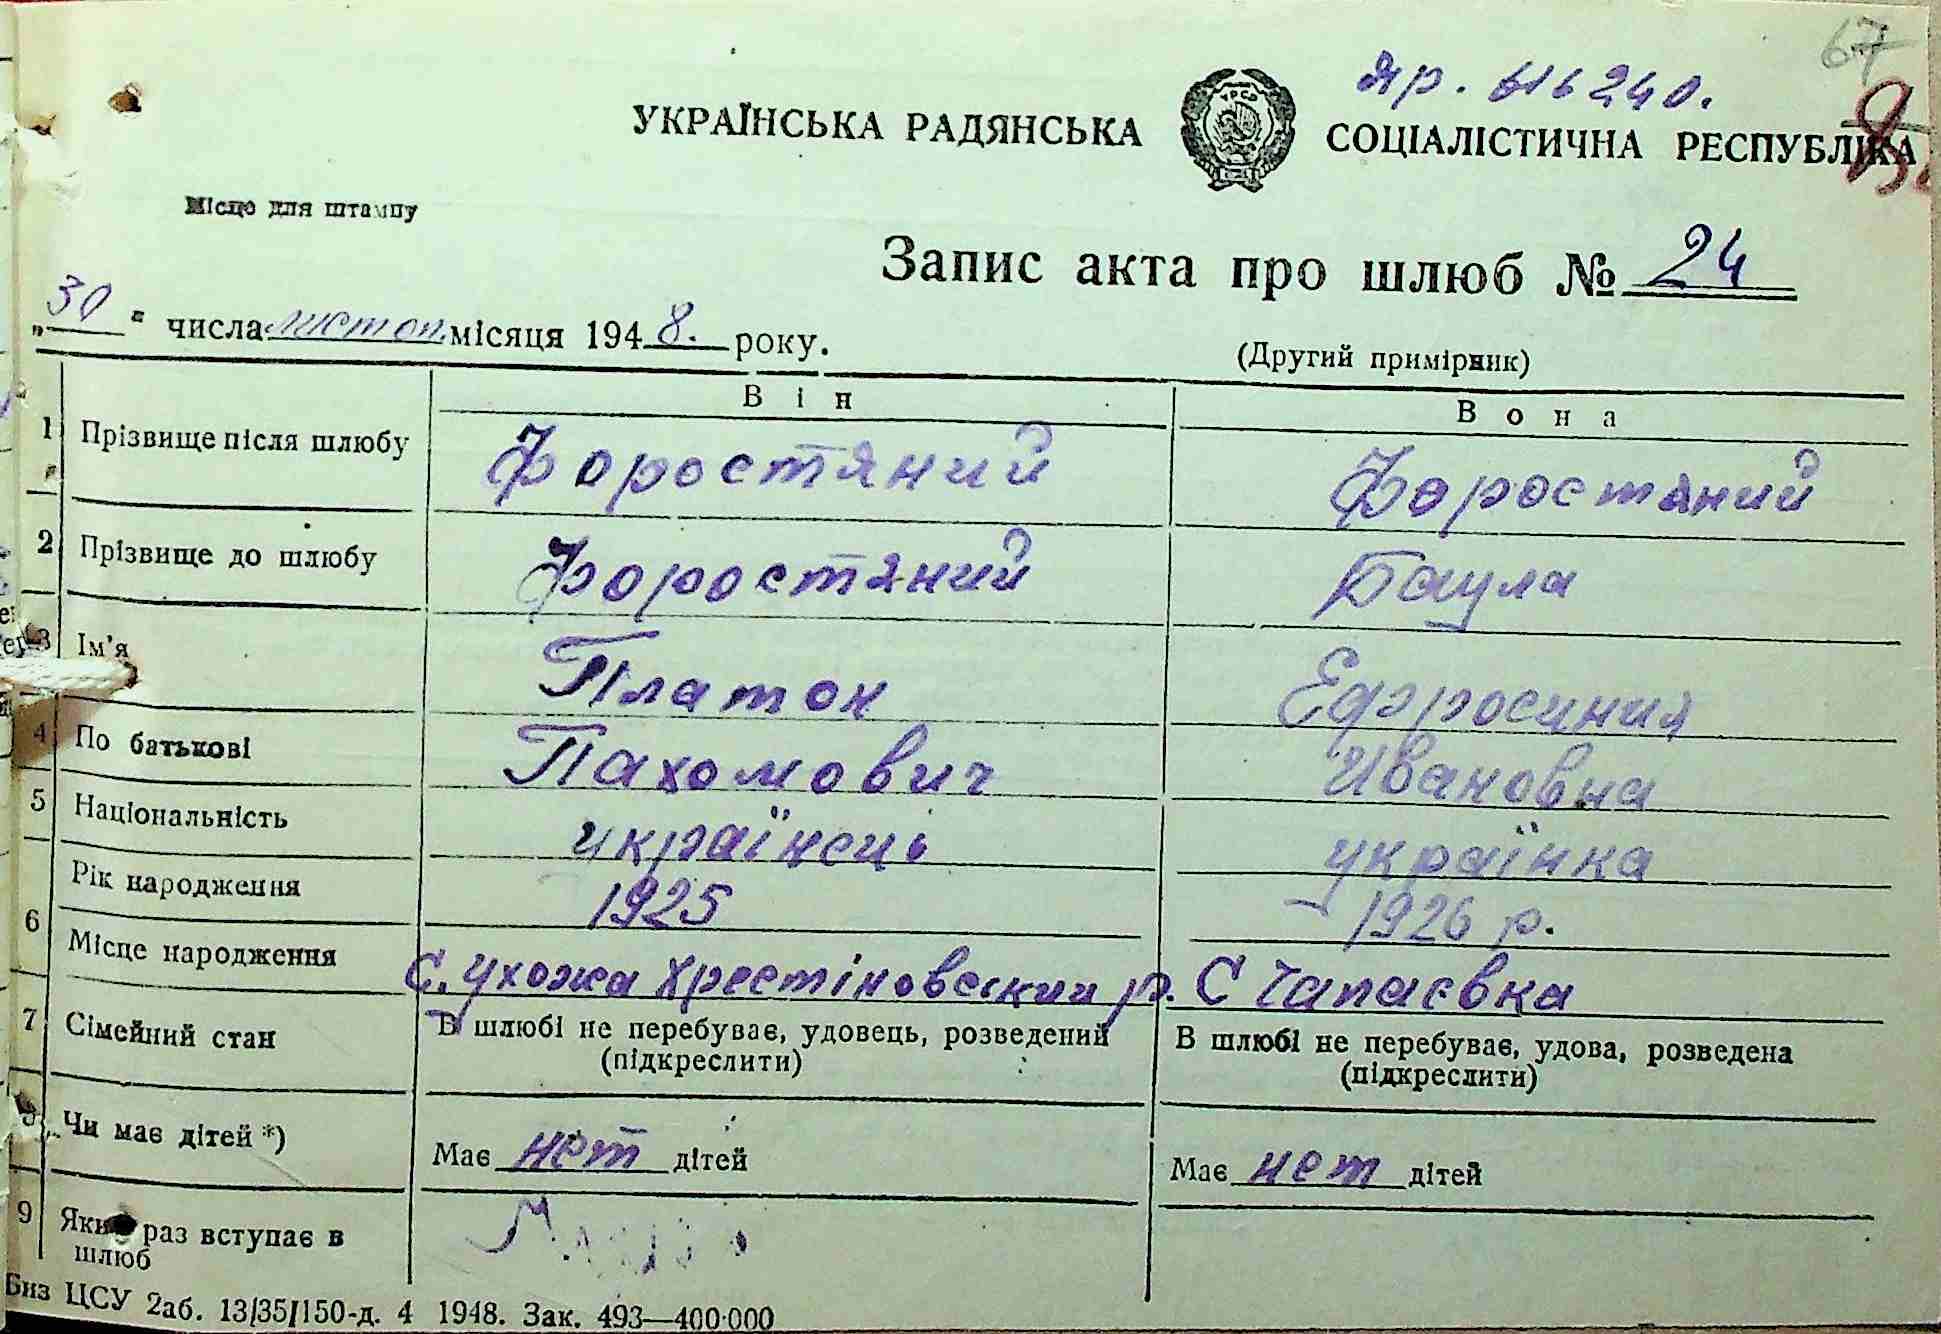 67
Яр. 616240.
УКРАЇНСЬКА РАДЯНСЬКА СОЦІАЛІСТИЧНА РЕСПУБЛІКА
УРСР
Місце для штампу
Запис акта про шлюб № 24
„30" числа листоп. місяця 1948. року.
(Другий примірник)
Він Вона
1 Прізвище після шлюбу Форостяний Форостяний
2 Прізвище до шлюбу Форостяний Баула
3 Ім'я Платон Ефросиния
4 По батькові Пахомович Ивановна
5 Національність українець українка
Рік народження 1925 1926 р.
6 Місце народження С. Ухожа Хрестіновский р. С Чапаєвка
7 Сімейний стан В шлюбі не перебуває, удовець, розведений (підкреслити) В шлюбі не перебуває, удова, розведена (підкреслити)
8 Чи має дітей *) Має нет дітей Має нет дітей
9 Який раз вступає в шлюб
Виз ЦСУ 2аб. 13/35/150-д. 4 1948. Зак. 493—400·000